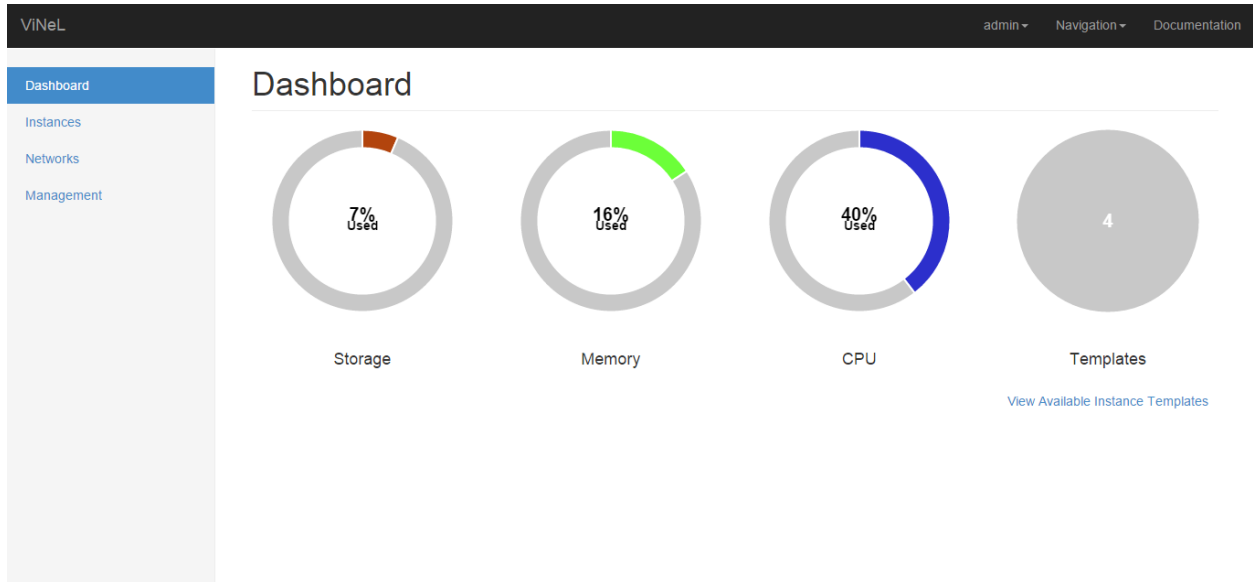 ViNeL
admin Navigation Documentation
Dashboard
Instances
Networks
Management
Dashboard
7%
Used
16%
Used
40%
Used
4
Storage
Memory
CPU
Templates
View Available Instance Templates